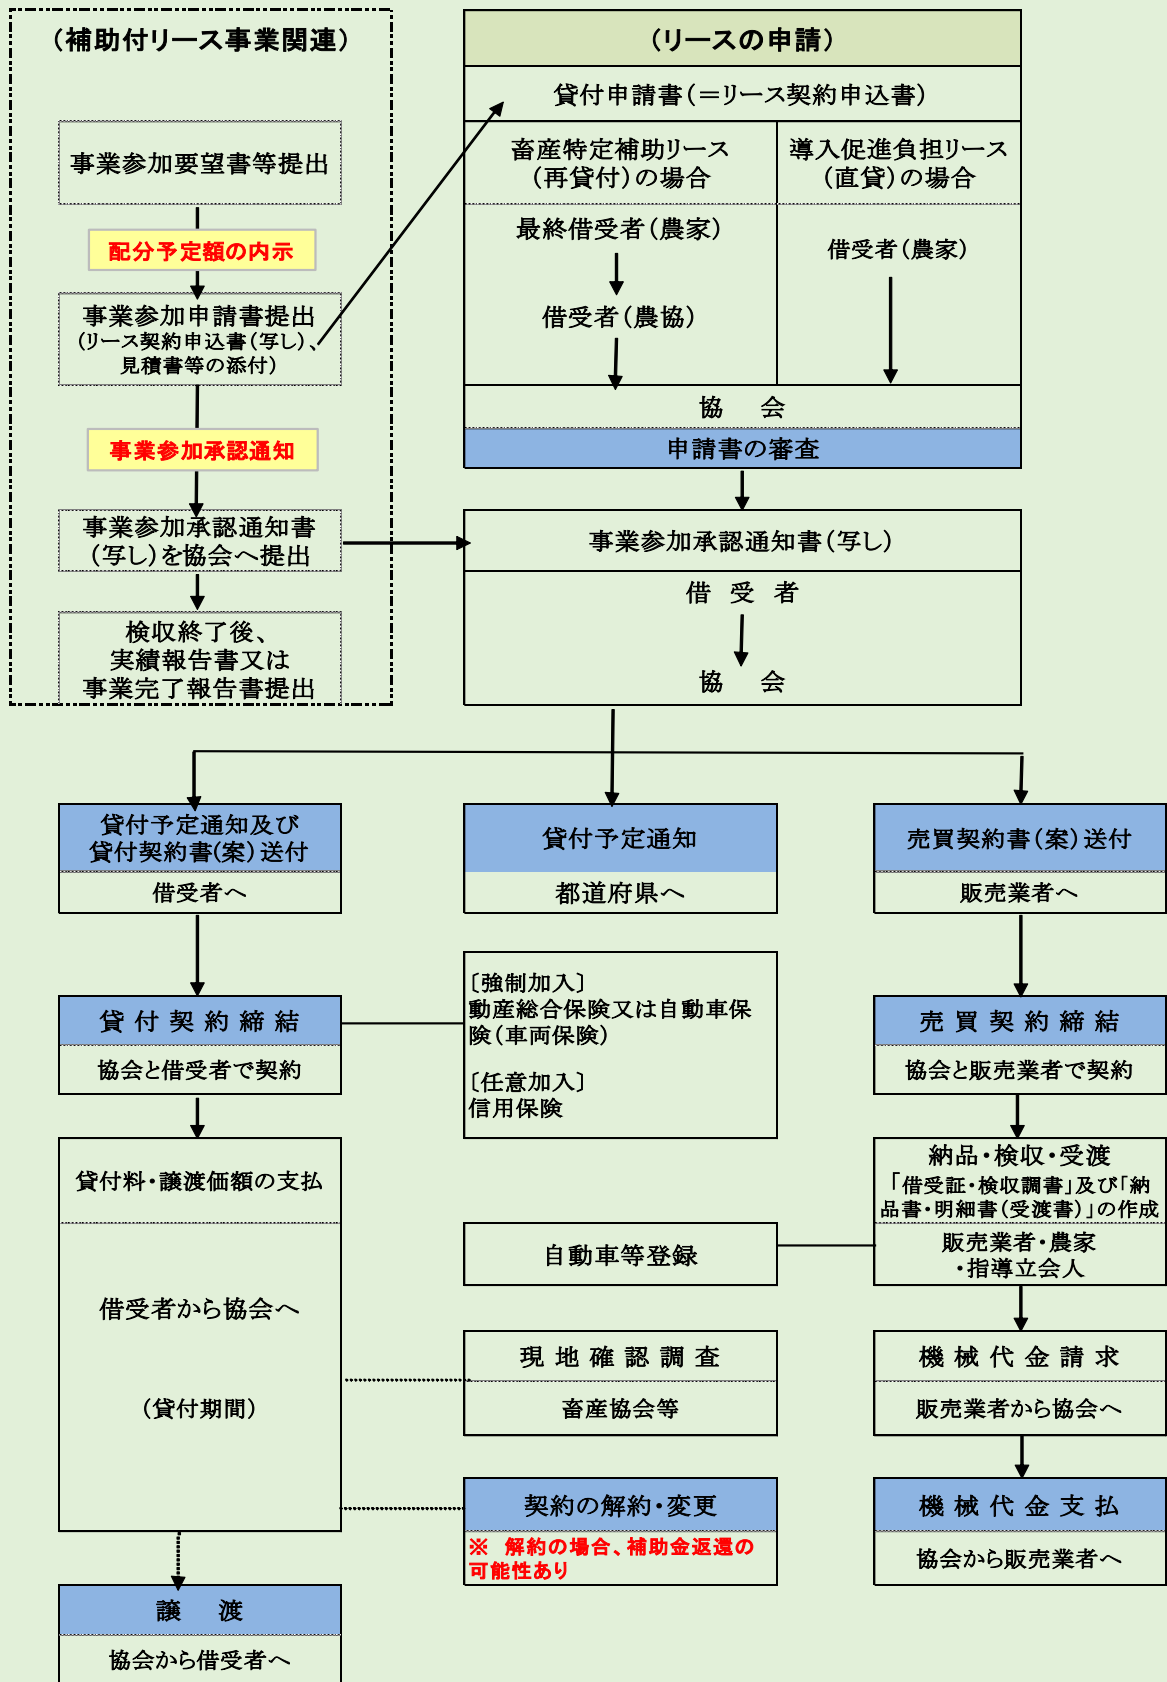 （補助付リース事業関連）
事業参加要望書等提出
配分予定額の内示
事業参加申請書提出
（リース契約申込書（写し）、
見積書等の添付）
事業参加承認通知
事業参加承認通知書
（写し）を協会へ提出
検収終了後、
実績報告書又は
事業完了報告書提出
（リースの申請）
貸付申請書（＝リース契約申込書）
畜産特定補助リース
（再貸付）の場合
導入促進負担リース
（直貸）の場合
最終借受者（農家）
借受者（農協）
借受者（農家）
協　会
申請書の審査
事業参加承認通知書（写し）
借 受 者
協　会
貸付予定通知及び
貸付契約書(案)送付
借受者へ
貸付予定通知
都道府県へ
売買契約書（案）送付
販売業者へ
貸 付 契 約 締 結
協会と借受者で契約
〔強制加入〕
動産総合保険又は自動車保
険（車両保険）
〔任意加入〕
信用保険
売 買 契 約 締 結
協会と販売業者で契約
貸付料・譲渡価額の支払
借受者から協会へ
（貸付期間）
納品・検収・受渡
「借受証・検収調書」及び「納
品書・明細書（受渡書）」の作成
販売業者・農家
・指導立会人
自動車等登録
現 地 確 認 調 査
畜産協会等
機 械 代 金 請 求
販売業者から協会へ
契約の解約・変更
※　解約の場合、補助金返還の
可能性あり
機 械 代 金 支 払
協会から販売業者へ
譲　渡
協会から借受者へ